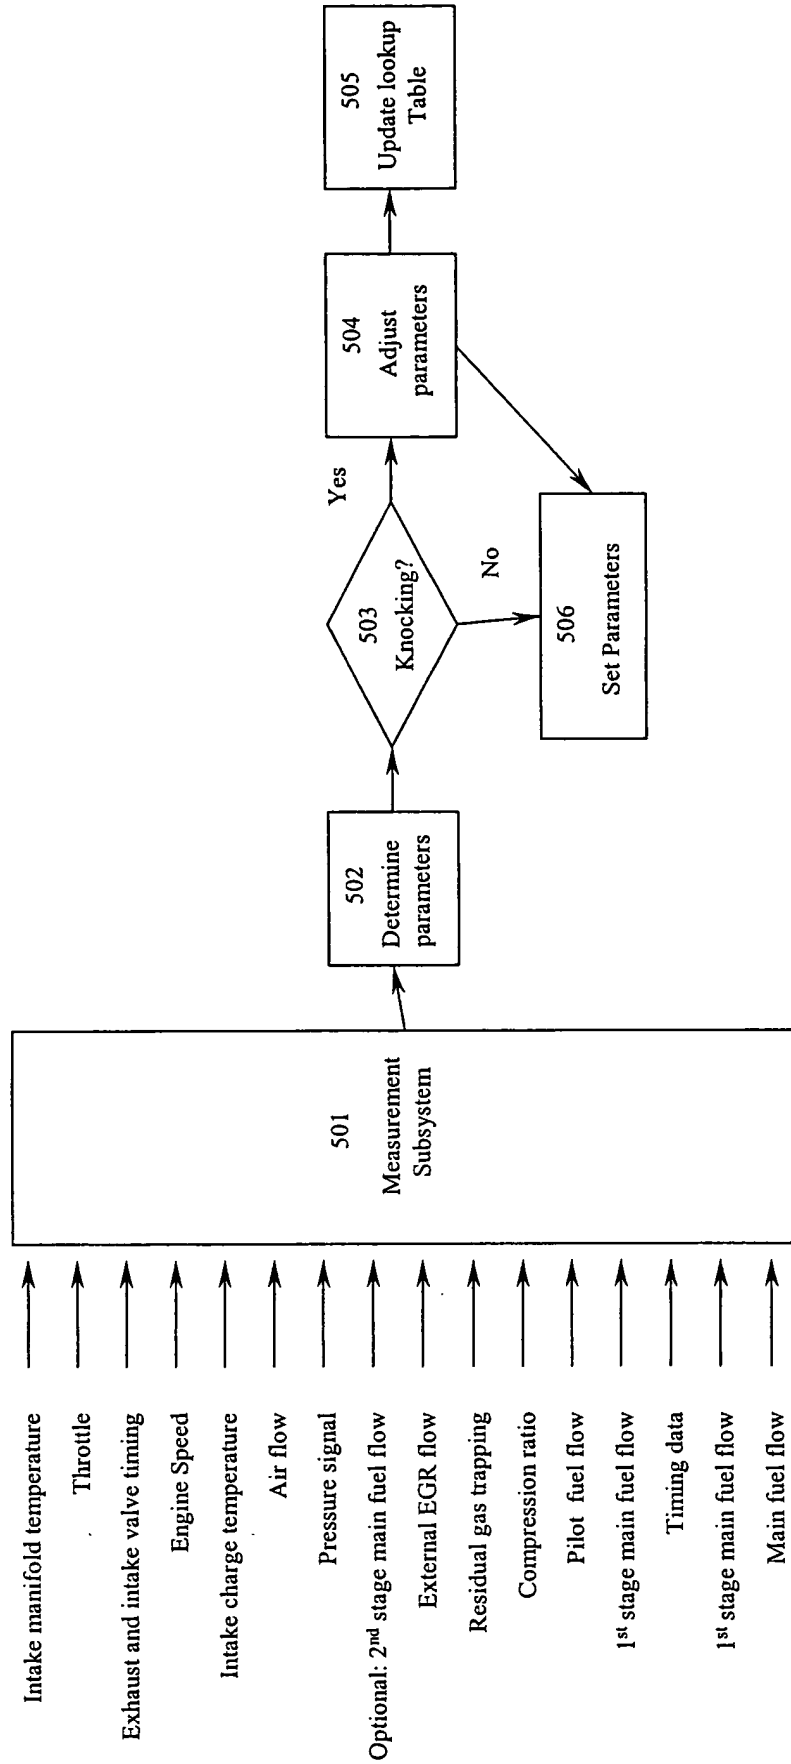 Intake manifold temperature
Throttle
Exhaust and intake valve timing
Engine Speed
Intake charge temperature
Air flow
Pressure signal
Optional: 2nd stage main fuel flow
External EGR flow
Residual gas trapping
Compression ratio
Pilot fuel flow
1st stage main fuel flow
Timing data
1st stage main fuel flow
Main fuel flow
501
Measurement
Subsystem
502
Determine
parameters
503
Knocking?
Yes
No
504
Adjust
parameters
505
Update lookup
Table
506
Set Parameters